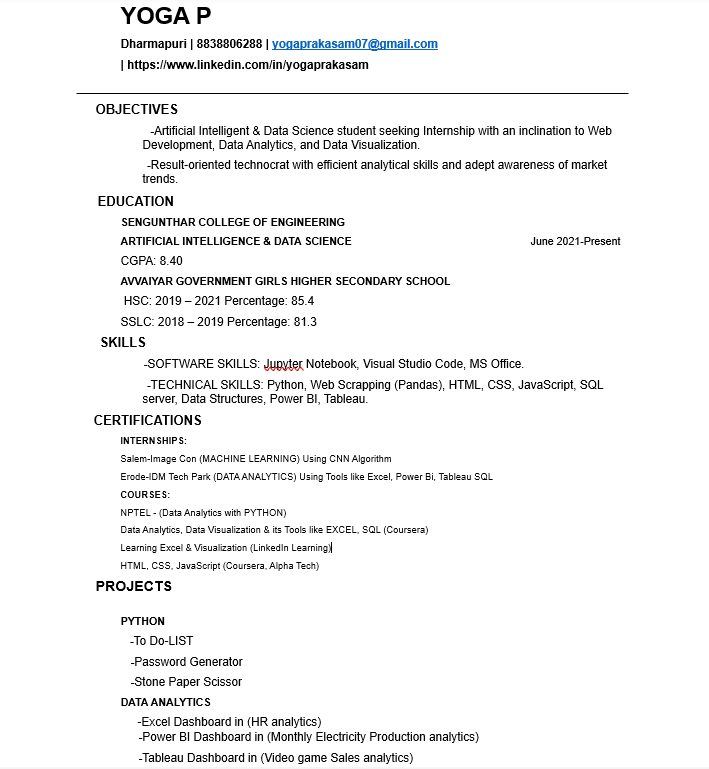 YOGA P
Dharmapuri | 8838806288 | yogaprakasam07@gmail.com
| https://www.linkedin.com/in/yogaprakasam
OBJECTIVES
-Artificial Intelligent & Data Science student seeking Internship with an inclination to Web
Development, Data Analytics, and Data Visualization.
-Result-oriented technocrat with efficient analytical skills and adept awareness of market
trends.
EDUCATION
SENGUNTHAR COLLEGE OF ENGINEERING
ARTIFICIAL INTELLIGENCE & DATA SCIENCE June 2021-Present
CGPA: 8.40
AVVAIYAR GOVERNMENT GIRLS HIGHER SECONDARY SCHOOL
HSC: 2019 – 2021 Percentage: 85.4
SSLC: 2018 – 2019 Percentage: 81.3
SKILLS
-SOFTWARE SKILLS: Jupyter Notebook, Visual Studio Code, MS Office.
-TECHNICAL SKILLS: Python, Web Scrapping (Pandas), HTML, CSS, JavaScript, SQL
server, Data Structures, Power BI, Tableau.
CERTIFICATIONS
INTERNSHIPS:
Salem-Image Con (MACHINE LEARNING) Using CNN Algorithm
Erode-IDM Tech Park (DATA ANALYTICS) Using Tools like Excel, Power Bi, Tableau SQL
COURSES:
NPTEL - (Data Analytics with PYTHON)
Data Analytics, Data Visualization & its Tools like EXCEL, SQL (Coursera)
Learning Excel & Visualization (LinkedIn Learning)
HTML, CSS, JavaScript (Coursera, Alpha Tech)
PROJECTS
PYTHON
-To Do-LIST
-Password Generator
-Stone Paper Scissor
DATA ANALYTICS
-Excel Dashboard in (HR analytics)
-Power BI Dashboard in (Monthly Electricity Production analytics)
-Tableau Dashboard in (Video game Sales analytics)